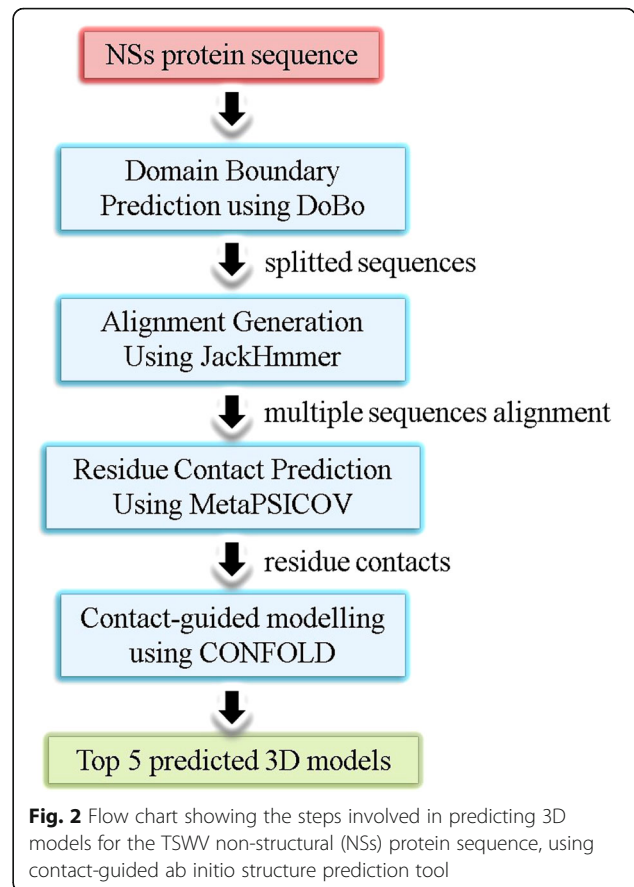 NSs protein sequence
Domain Boundary
Prediction using DoBo
splitted sequences
Alignment Generation
Using JackHmmer
multiple sequences alignment
Residue Contact Prediction
Using MetaPSICOV
residue contacts
Contact-guided modelling
using CONFOLD
Top 5 predicted 3D models
Fig. 2 Flow chart showing the steps involved in predicting 3D
models for the TSWV non-structural (NSs) protein sequence, using
contact-guided ab initio structure prediction tool